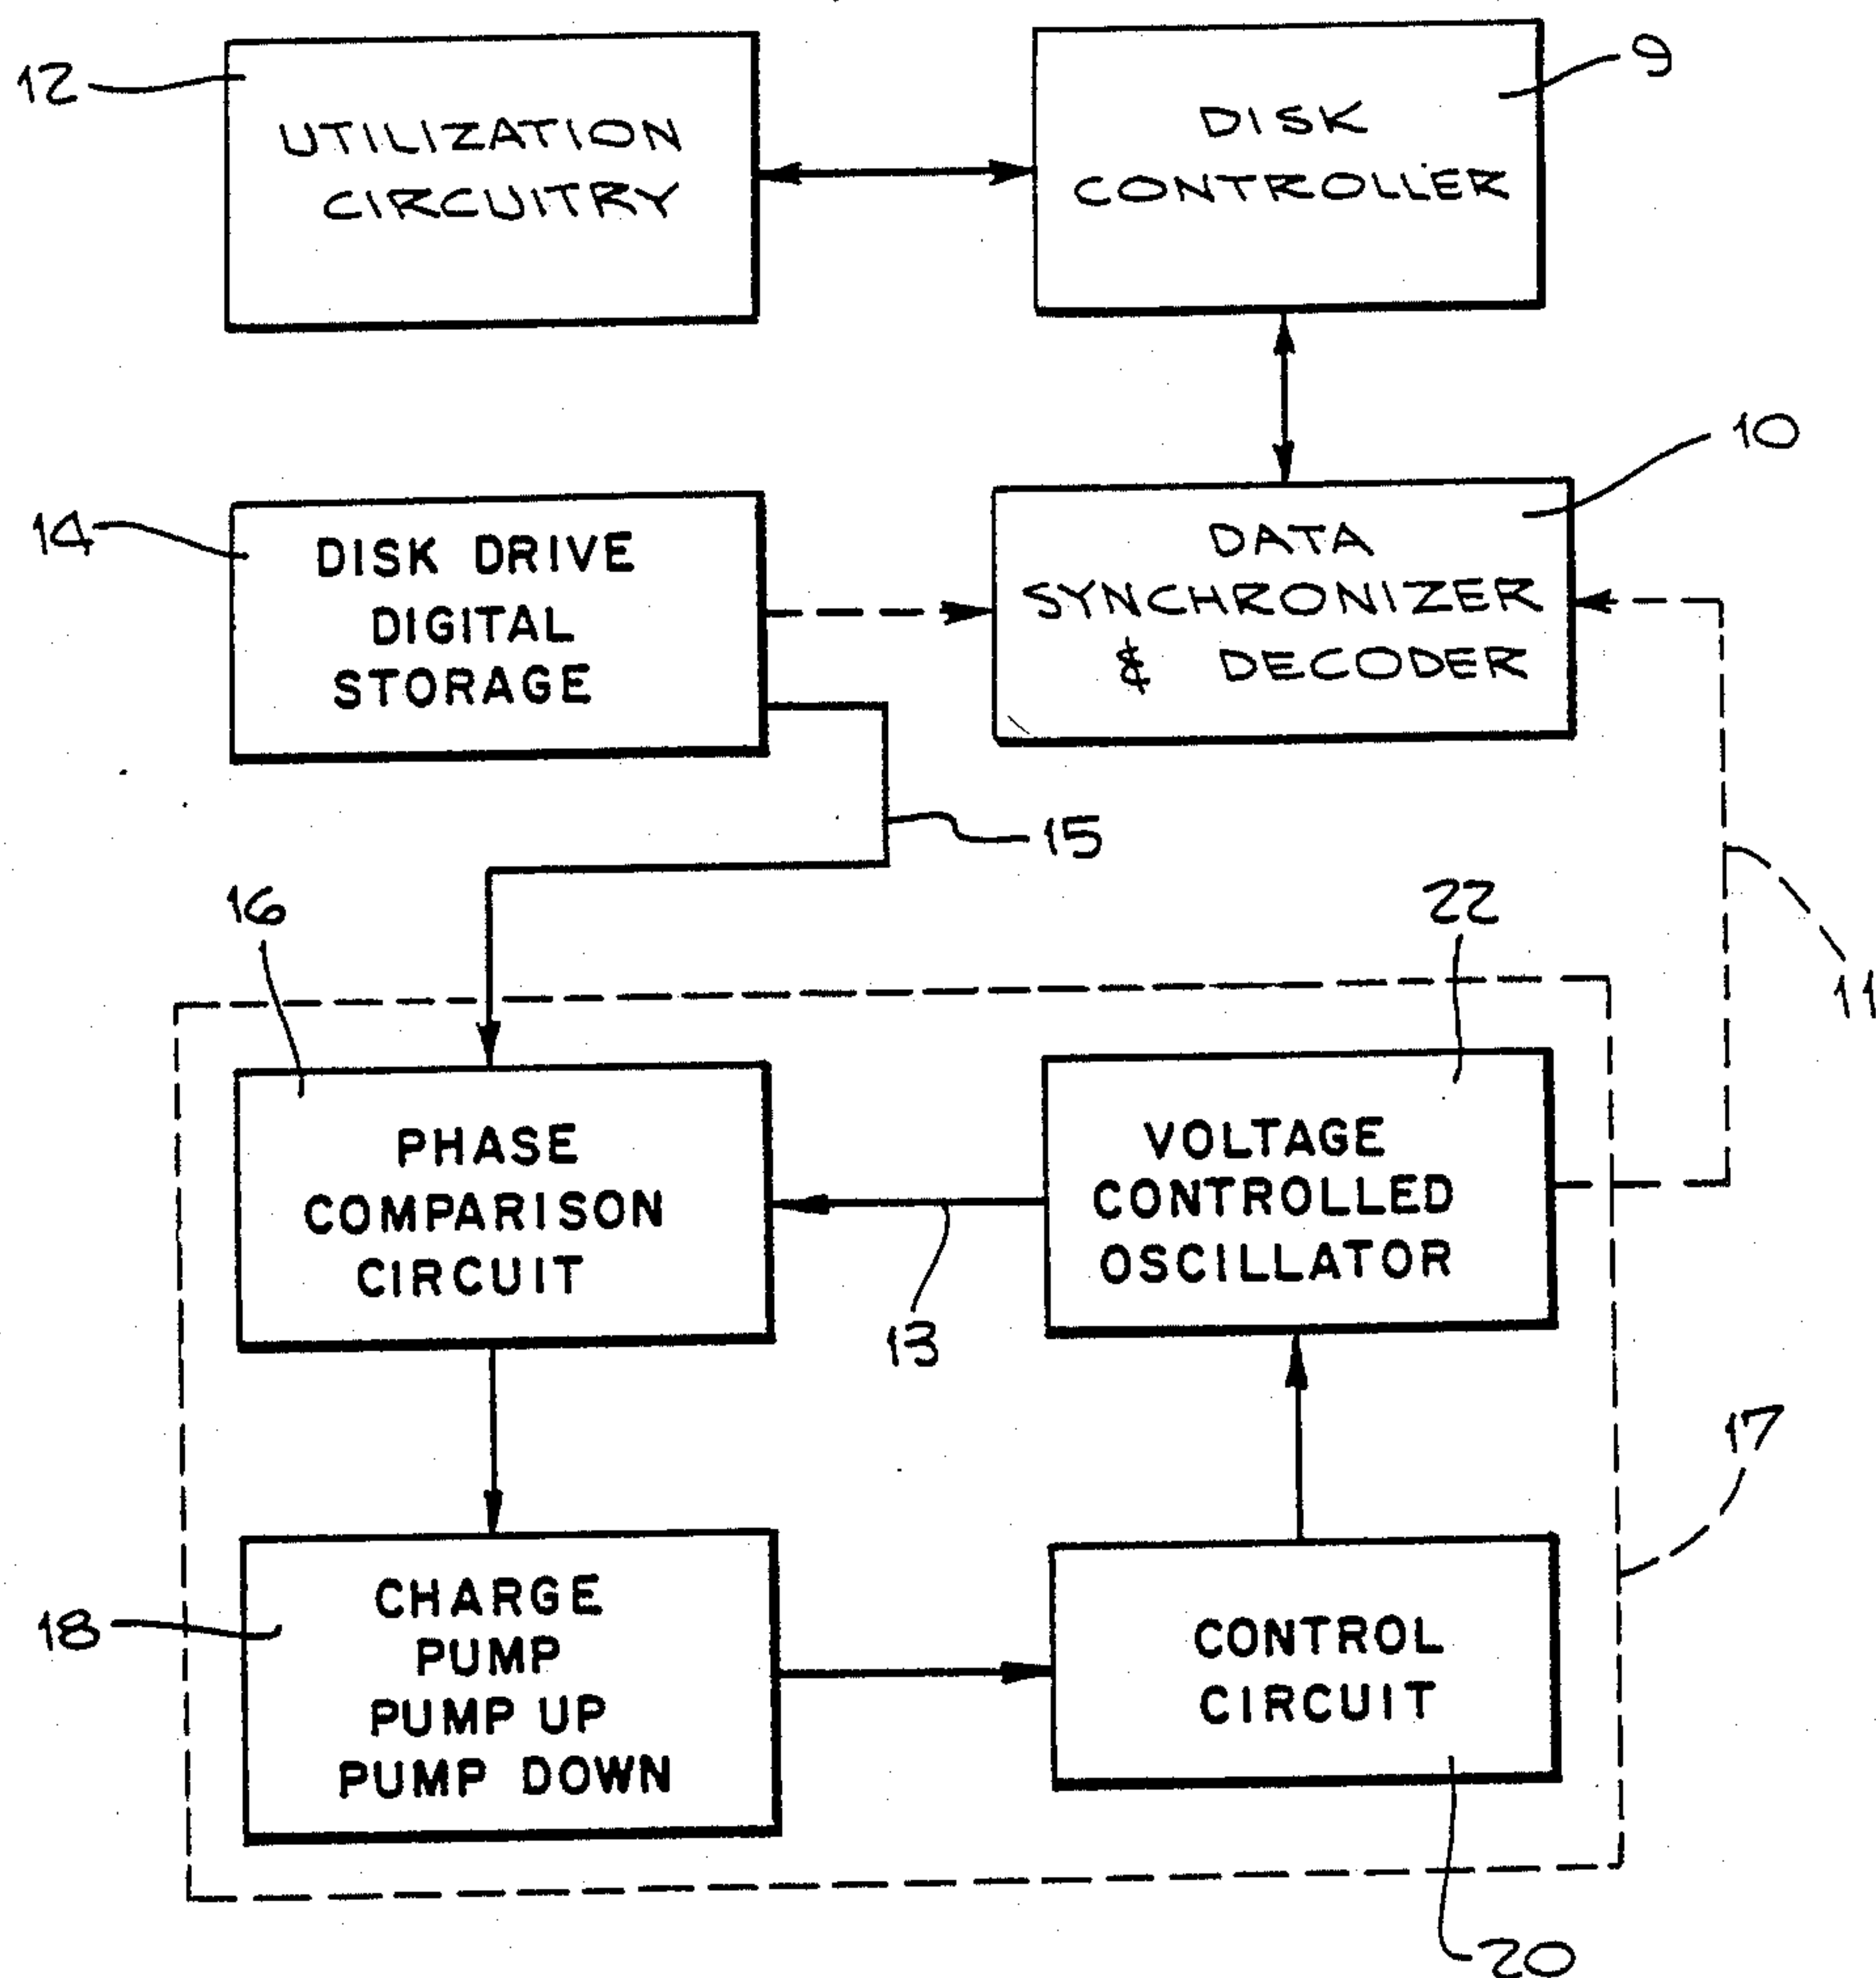 12
UTILIZATION
CIRCUITRY
DISK
CONTROLLER
9
14
DISK DRIVE
DIGITAL
STORAGE
DATA
SYNCHRONIZER
& DECODER
10
15
11
16
22
PHASE
COMPARISON
CIRCUIT
13
VOLTAGE
CONTROLLED
OSCILLATOR
17
18
CHARGE
PUMP
PUMP UP
PUMP DOWN
CONTROL
CIRCUIT
20